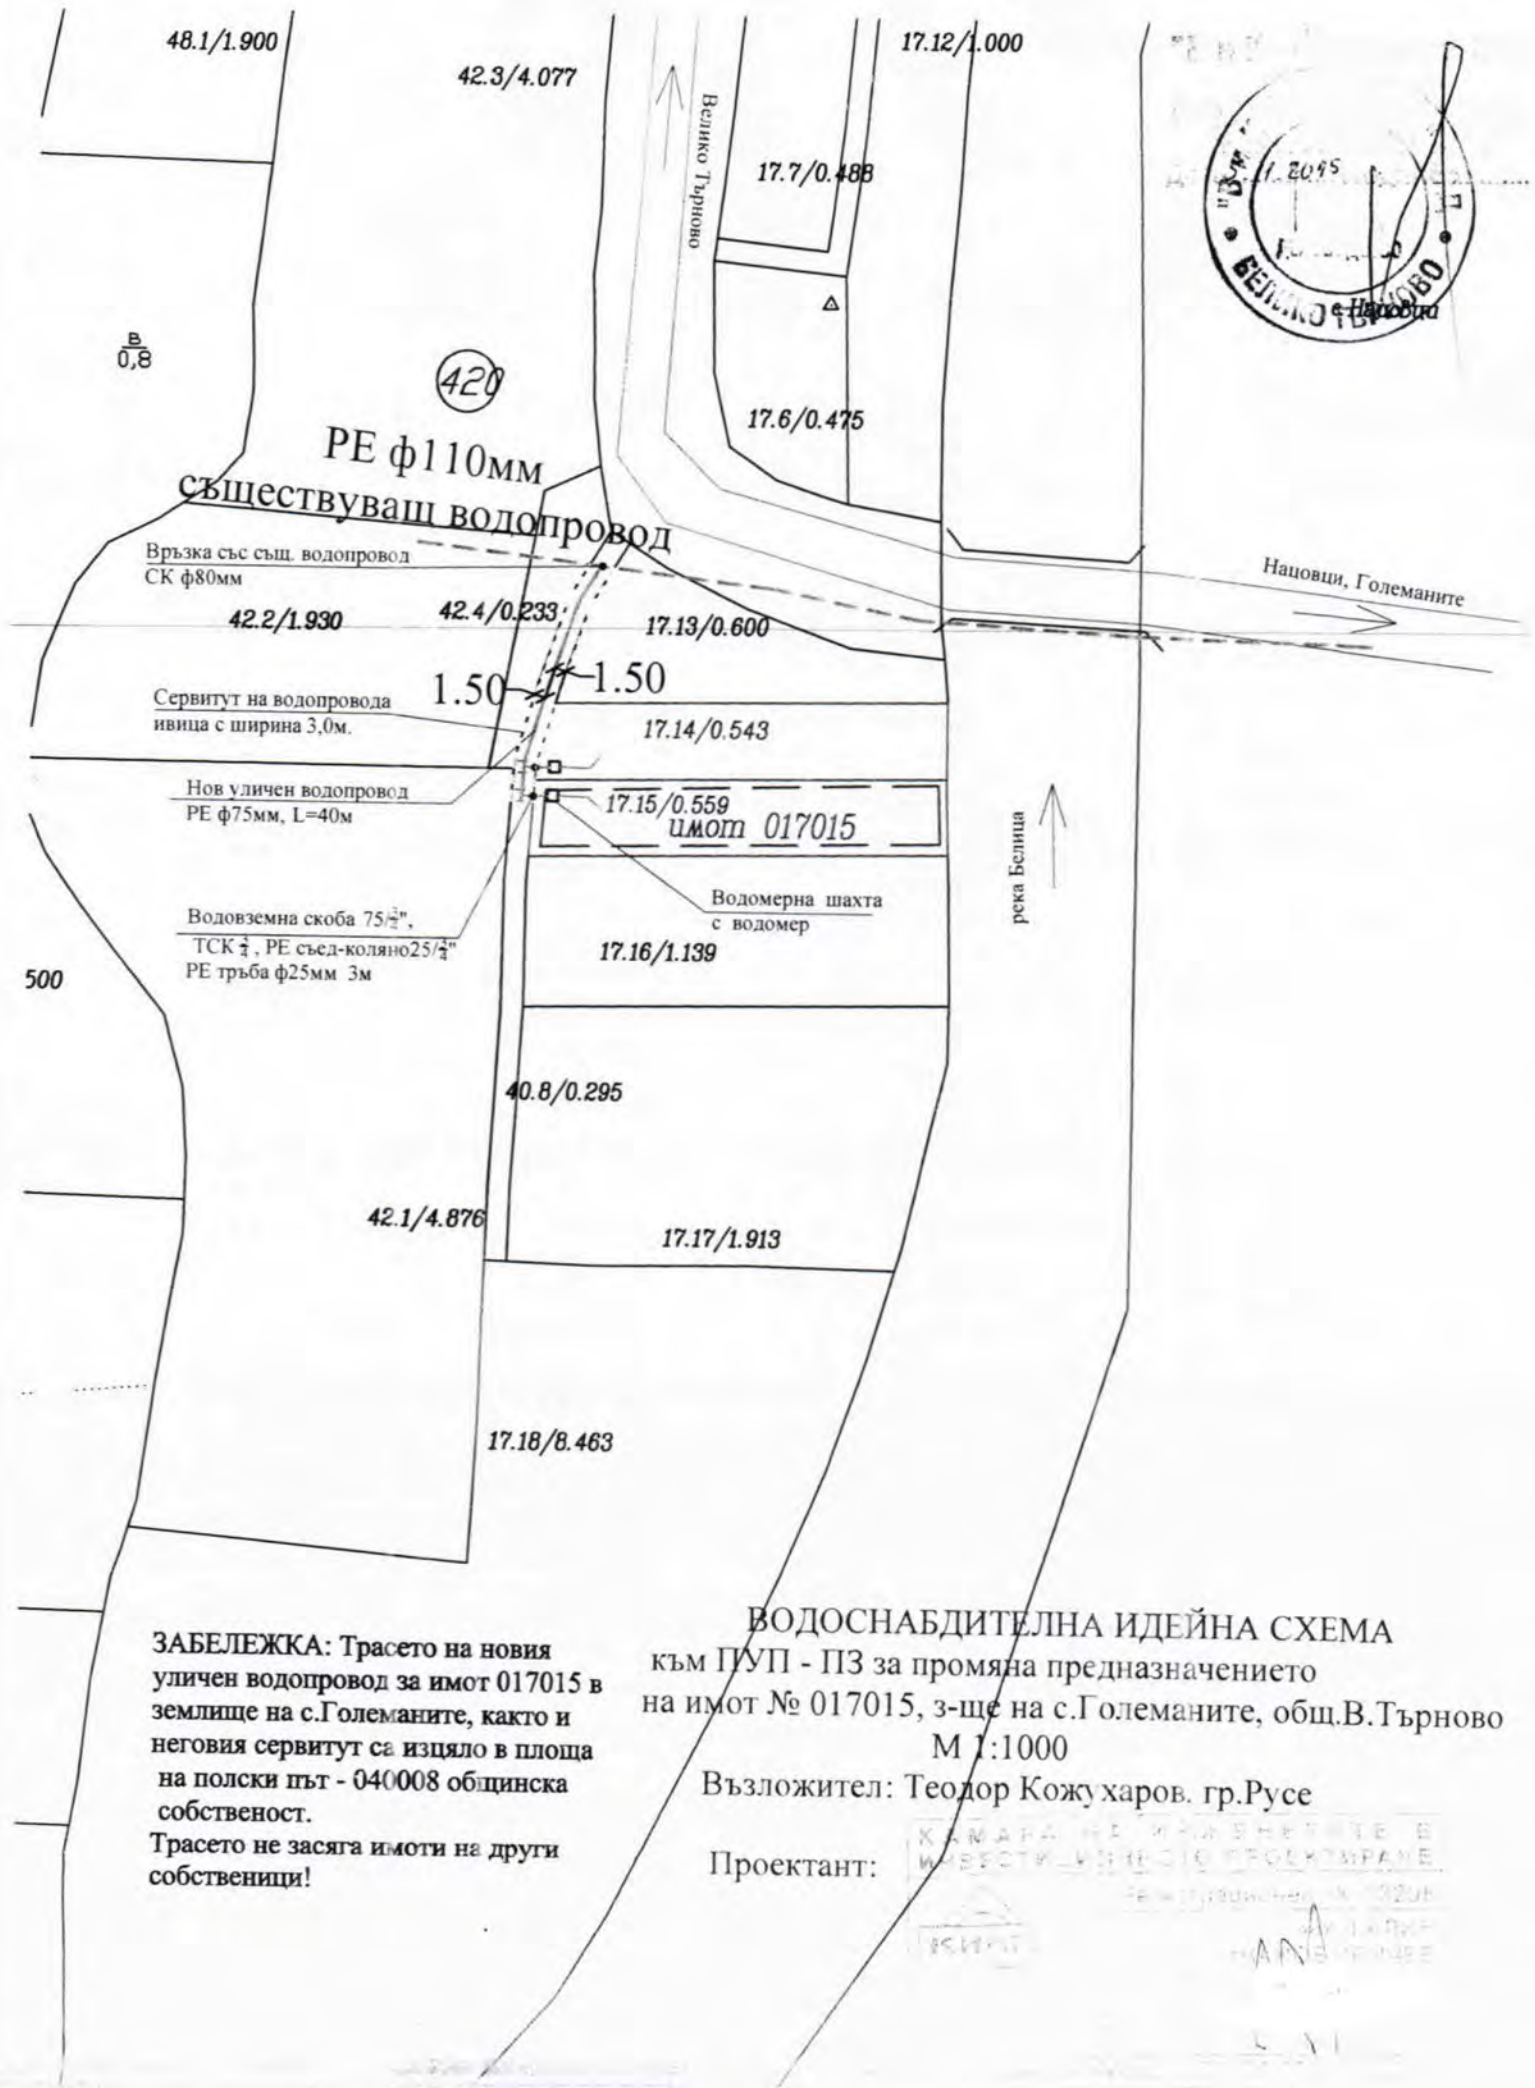 48.1/1.900
42.3/4.077
17.12/1.000
Велико Търново
17.7/0.488
ВЕЛИКО ТЪРНОВО
В
0,8
420
17.6/0.475
РЕ ф110мм
съществуващ водопровод
Връзка със същ. водопровод
СК ф80мм
Нацовци, Големаните
42.2/1.930
42.4/0.233
17.13/0.600
1.50
1.50
Сервитут на водопровода
ивица с ширина 3,0м.
17.14/0.543
Нов уличен водопровод
РЕ ф75мм, L=40м
17.15/0.559
имот 017015
река Белица
Водомерна шахта
с водомер
Водовземна скоба
РЕ съед-коляно
РЕ тръба ф25мм 3м
17.16/1.139
500
40.8/0.295
42.1/4.876
17.17/1.913
17.18/8.463
ЗАБЕЛЕЖКА: Трасето на новия
уличен водопровод за имот 017015 в
землище на с.Големаните, както и
неговия сервитут са изцяло в площа
на полски път - 040008 общинска
собственост.
Трасето не засяга имоти на други
собственици!
ВОДОСНАБДИТЕЛНА ИДЕЙНА СХЕМА
към ПУП - ПЗ за промяна предназначението
на имот № 017015, з-ще на с.Големаните, общ.В.Търново
М 1:1000
Възложител: Теодор Кожухаров. гр.Русе
Проектант: